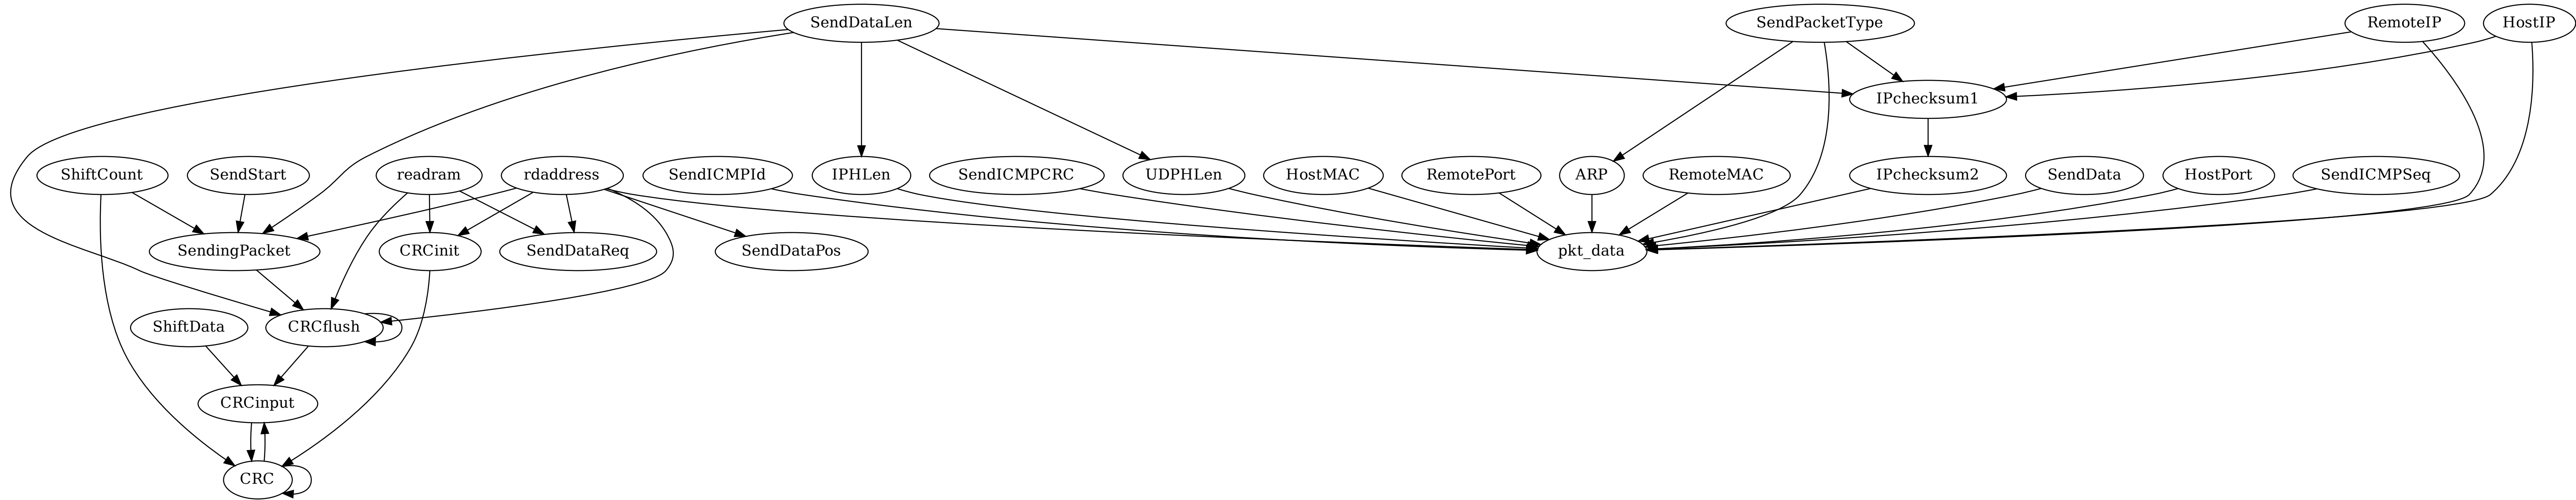 SendDataLen
SendPacketType
RemoteIP
HostIP
IPchecksum1
ShiftCount
SendStart
readram
rdaddress
SendICMPId
IPHLen
SendICMPCRC
UDPHLen
HostMAC
RemotePort
ARP
RemoteMAC
IPchecksum2
SendData
HostPort
SendICMPSeq
SendingPacket
CRCinit
SendDataReq
SendDataPos
pkt_data
ShiftData
CRCflush
CRCinput
CRC